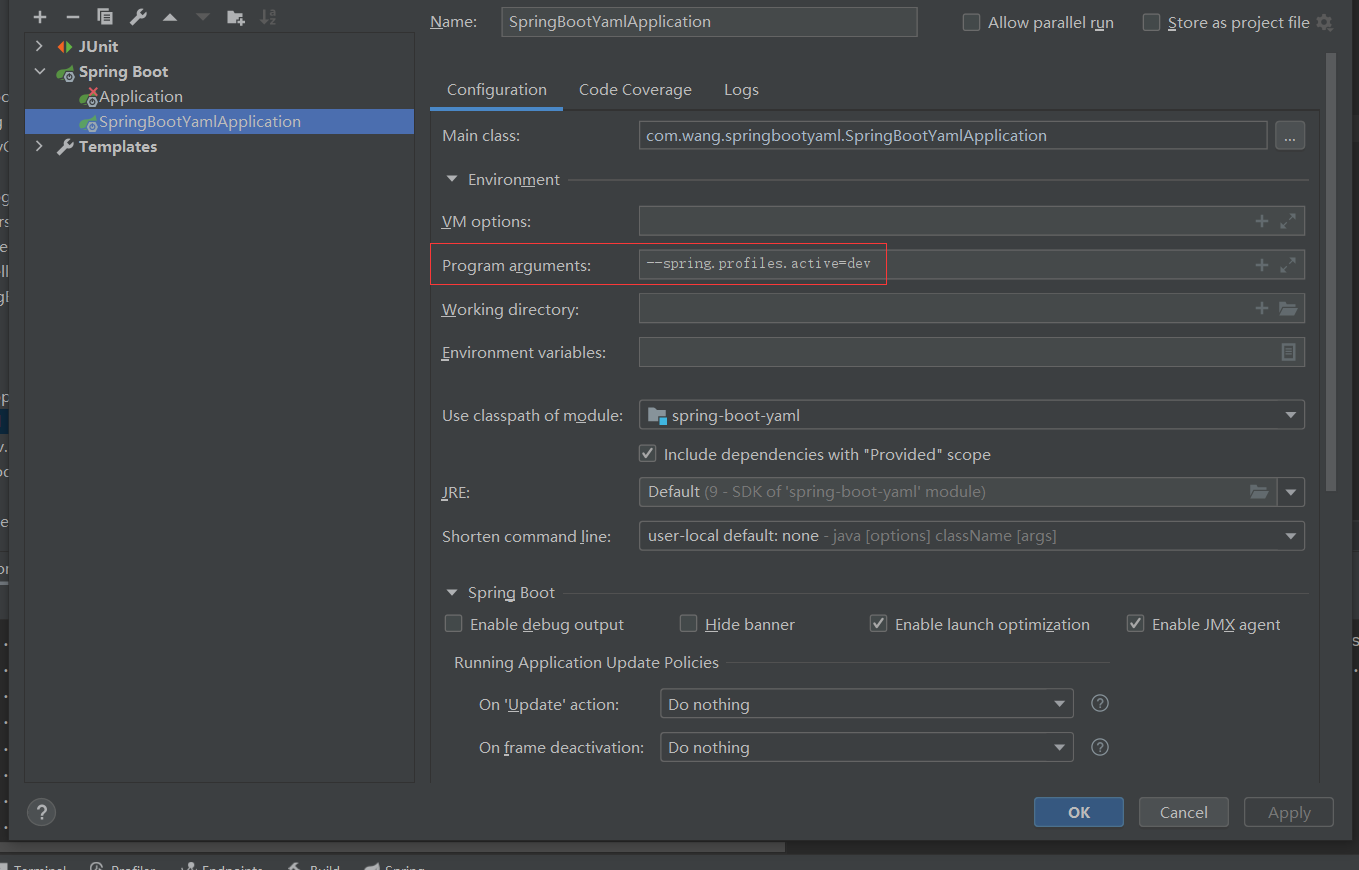 Name: SpringBootYamlApplication Allow parallel run Store as project file
JUnit
Spring Boot
Application
SpringBootYamlApplication
Templates
Configuration Code Coverage Logs
Main class: com.wang.springbootyaml.SpringBootYamlApplication ...
Environment
VM options:
Program arguments: --spring.profiles.active=dev
Working directory:
Environment variables:
Use classpath of module: spring-boot-yaml
Include dependencies with "Provided" scope
JRE: Default (9 - SDK of 'spring-boot-yaml' module)
Shorten command line: user-local default: none - java [options] className [args]
Spring Boot
Enable debug output Hide banner Enable launch optimization Enable JMX agent
Running Application Update Policies
On 'Update' action: Do nothing ?
On frame deactivation: Do nothing ?
? OK Cancel Apply
Terminal Profiler Endpoints Build Spring